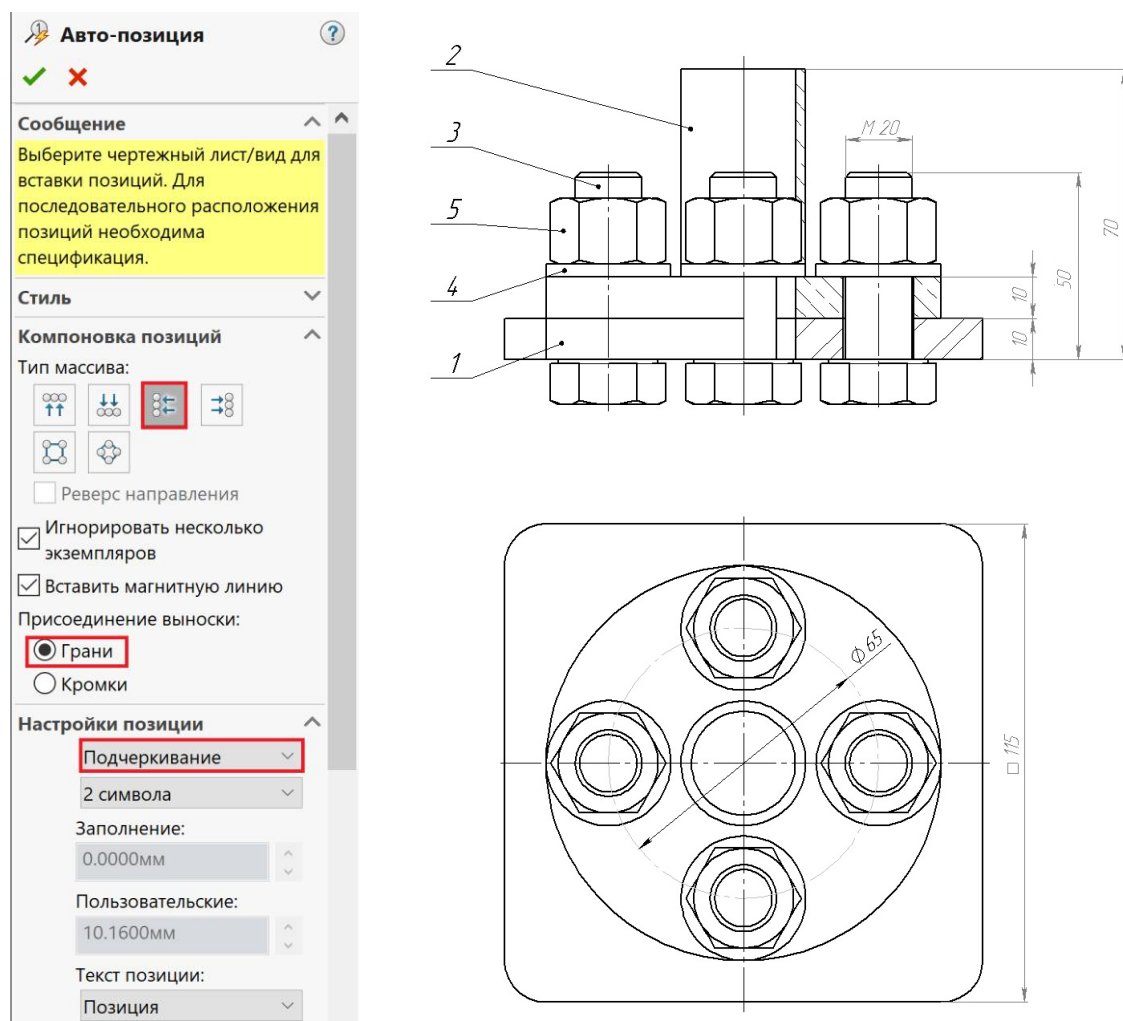 Авто-позиция
?
Сообщение
Выберите чертежный лист/вид для
вставки позиций. Для
последовательного расположения
позиций необходима
спецификация.
Стиль
Компоновка позиций
Тип массива:
Реверс направления
Игнорировать несколько
экземпляров
Вставить магнитную линию
Присоединение выноски:
Грани
Кромки
Настройки позиции
Подчеркивание
2 символа
Заполнение:
0.0000мм
Пользовательские:
10.1600мм
Текст позиции:
Позиция
2
3
5
4
1
М 20
10
10
50
70
Φ 65
□ 115